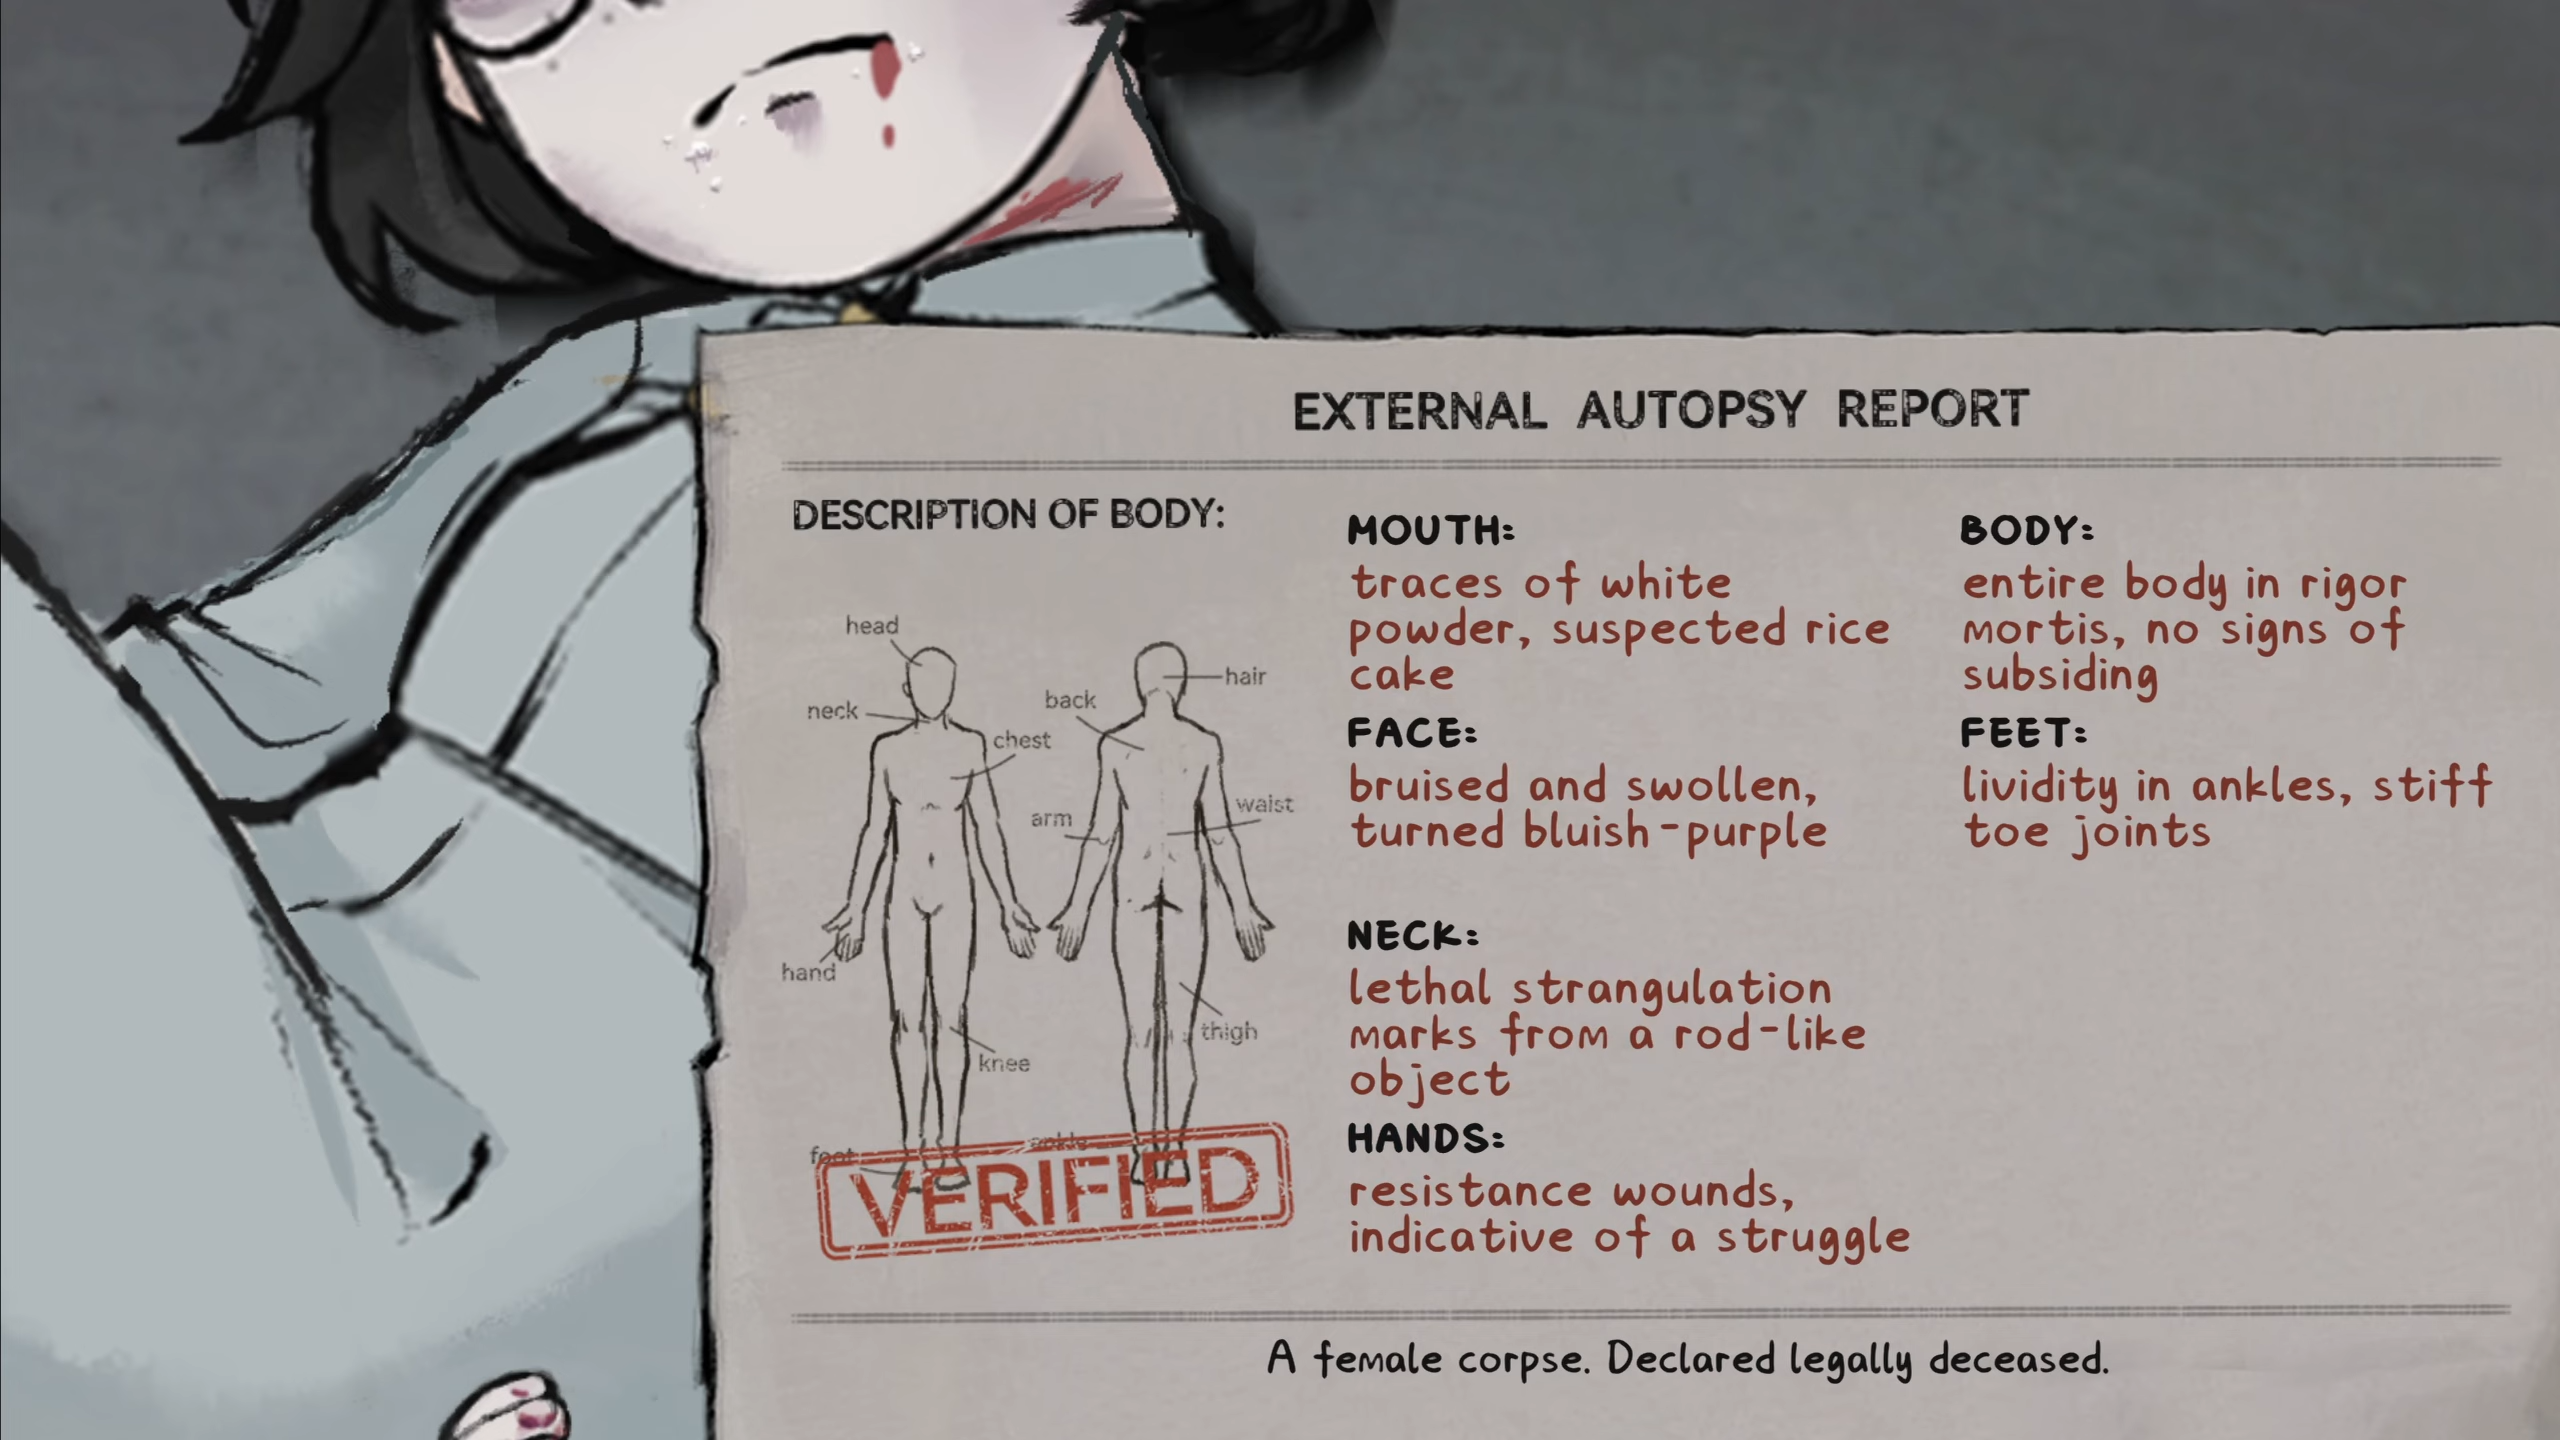 EXTERNAL AUTOPSY REPORT
DESCRIPTION OF BODY:
head
neck
chest
hand
knee
foot
back
hair
arm
waist
thigh
ankle
VERIFIED
MOUTH:
traces of white
powder, suspected rice
cake
FACE:
bruised and swollen,
turned bluish-purple
NECK:
lethal strangulation
marks from a rod-like
object
HANDS:
resistance wounds,
indicative of a struggle
BODY:
entire body in rigor
mortis, no signs of
subsiding
FEET:
lividity in ankles, stiff
toe joints
A female corpse. Declared legally deceased.